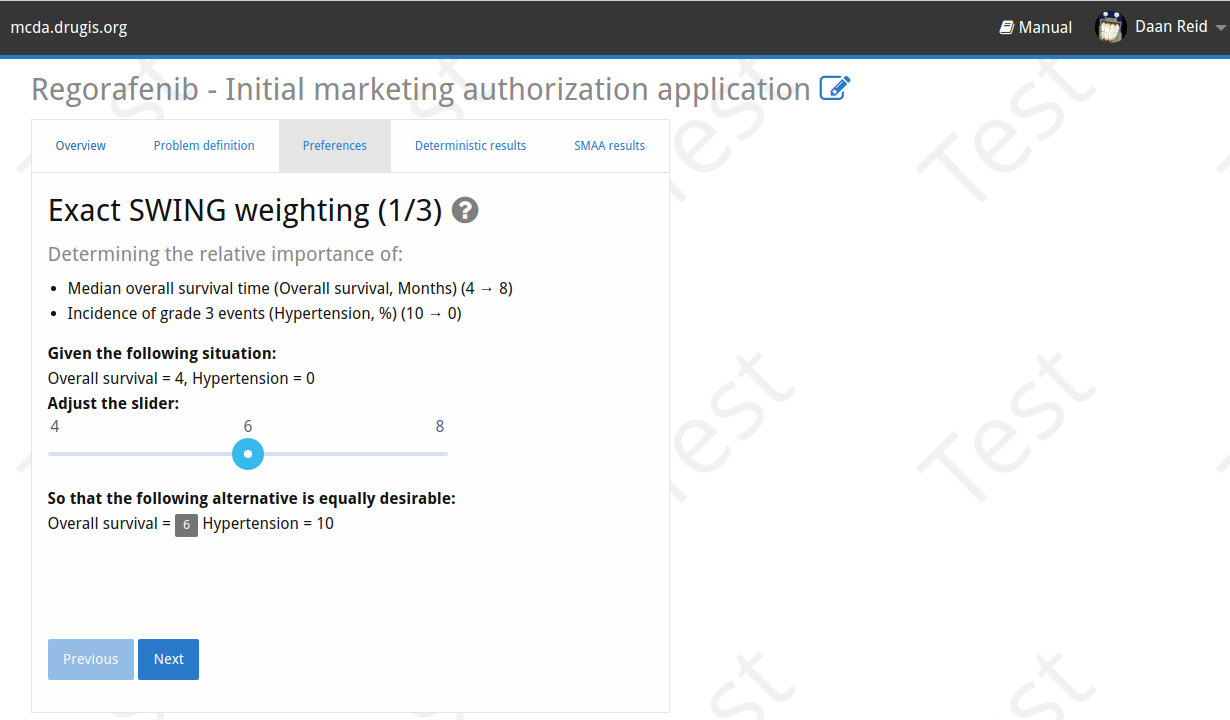 mcda.drugis.org Manual Daan Reid
Regorafenib - Initial marketing authorization application
Overview Problem definition Preferences Deterministic results SMAA results
Exact SWING weighting (1/3) ?
Determining the relative importance of:
• Median overall survival time (Overall survival, Months) (4 → 8)
• Incidence of grade 3 events (Hypertension, %) (10 → 0)
Given the following situation:
Overall survival = 4, Hypertension = 0
Adjust the slider:
4 6 8
So that the following alternative is equally desirable:
Overall survival = 6 Hypertension = 10
Previous Next
Test
Test
Test
Test
Test
Test
Test
Test